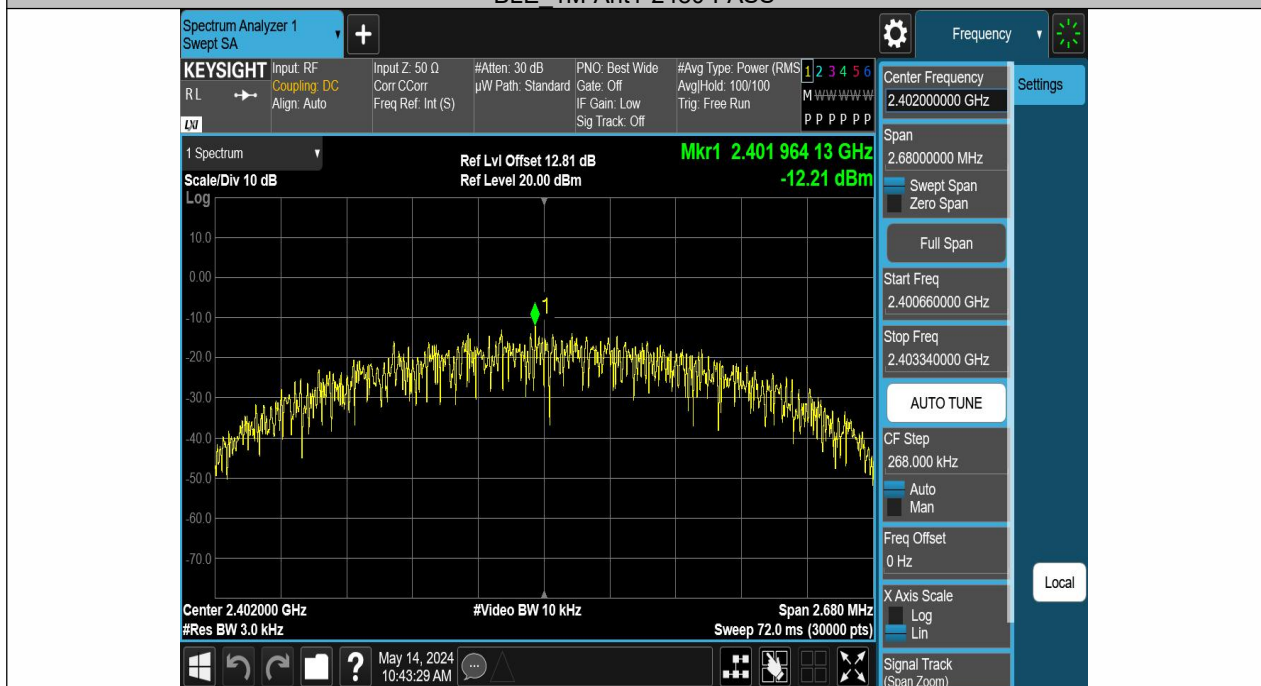 Spectrum Analyzer 1
Swept SA
+
Frequency
KEYSIGHT
RL
LXI
Input: RF
Coupling: DC
Align: Auto
Input Z: 50 Ω
Corr CCorr
Freq Ref: Int (S)
#Atten: 30 dB
µW Path: Standard
PNO: Best Wide
Gate: Off
IF Gain: Low
Sig Track: Off
#Avg Type: Power (RMS
Avg|Hold: 100/100
Trig: Free Run
1 2 3 4 5 6
M W W W W W
P P P P P P
1 Spectrum
Scale/Div 10 dB
Log
Ref Lvl Offset 12.81 dB
Ref Level 20.00 dBm
Mkr1 2.401 964 13 GHz
-12.21 dBm
10.0
0.00
-10.0
-20.0
-30.0
-40.0
-50.0
-60.0
-70.0
1
Center 2.402000 GHz
#Res BW 3.0 kHz
#Video BW 10 kHz
Span 2.680 MHz
Sweep 72.0 ms (30000 pts)
Center Frequency
2.402000000 GHz
Settings
Span
2.68000000 MHz
Swept Span
Zero Span
Full Span
Start Freq
2.400660000 GHz
Stop Freq
2.403340000 GHz
AUTO TUNE
CF Step
268.000 kHz
Auto
Man
Freq Offset
0 Hz
X Axis Scale
Log
Lin
Local
Signal Track
(Span Zoom)
?
May 14, 2024
10:43:29 AM